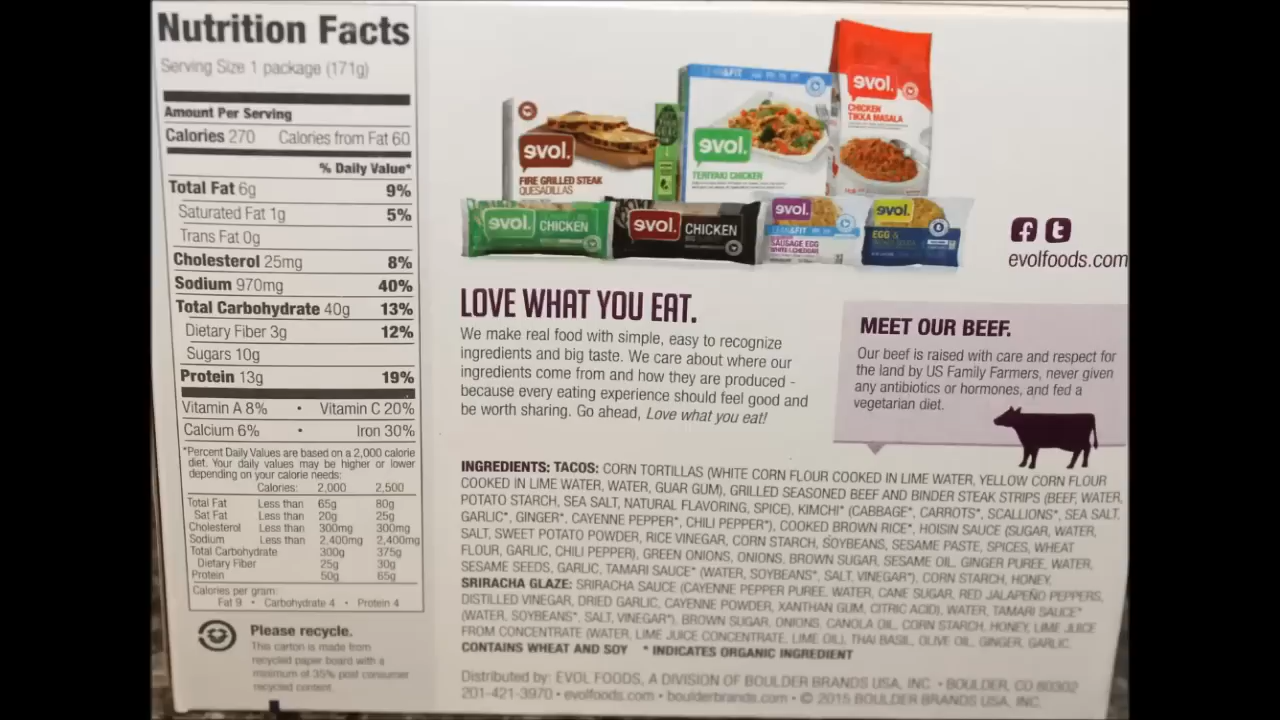 Nutrition Facts
Serving Size 1 package (171g)
Amount Per Serving
Calories 270 Calories from Fat 60
% Daily Value*
Total Fat 6g 9%
Saturated Fat 1g 5%
Trans Fat 0g
Cholesterol 25mg 8%
Sodium 970mg 40%
Total Carbohydrate 40g 13%
Dietary Fiber 3g 12%
Sugars 10g
Protein 13g 19%
Vitamin A 8% • Vitamin C 20%
Calcium 6% • Iron 30%
*Percent Daily Values are based on a 2,000 calorie
diet. Your daily values may be higher or lower
depending on your calorie needs:
Calories: 2,000 2,500
Total Fat Less than 65g 80g
Sat Fat Less than 20g 25g
Cholesterol Less than 300mg 300mg
Sodium Less than 2,400mg 2,400mg
Total Carbohydrate 300g 375g
Dietary Fiber 25g 30g
Protein 50g 65g
Calories per gram:
Fat 9 • Carbohydrate 4 • Protein 4
Please recycle.
This carton is made from
recycled paper board with a
minimum of 35% post consumer
recycled content.
evol.
FIRE GRILLED STEAK
QUESADILLAS
LEAN&FIT
evol.
TERIYAKI CHICKEN
evol.
CHICKEN
TIKKA MASALA
evol. CHICKEN
evol. CHICKEN
evol.
LEAN&FIT
SAUSAGE EGG
evol.
EGG &
evolfoods.com
LOVE WHAT YOU EAT.
We make real food with simple, easy to recognize
ingredients and big taste. We care about where our
ingredients come from and how they are produced -
because every eating experience should feel good and
be worth sharing. Go ahead, Love what you eat!
MEET OUR BEEF.
Our beef is raised with care and respect for
the land by US Family Farmers, never given
any antibiotics or hormones, and fed a
vegetarian diet.
INGREDIENTS: TACOS: CORN TORTILLAS (WHITE CORN FLOUR COOKED IN LIME WATER, YELLOW CORN FLOUR
COOKED IN LIME WATER, WATER, GUAR GUM), GRILLED SEASONED BEEF AND BINDER STEAK STRIPS (BEEF, WATER,
POTATO STARCH, SEA SALT, NATURAL FLAVORING, SPICE), KIMCHI* (CABBAGE*, CARROTS*, SCALLIONS*, SEA SALT,
GARLIC*, GINGER*, CAYENNE PEPPER*, CHILI PEPPER*), COOKED BROWN RICE*, HOISIN SAUCE (SUGAR, WATER,
SALT, SWEET POTATO POWDER, RICE VINEGAR, CORN STARCH, SOYBEANS, SESAME PASTE, SPICES, WHEAT
FLOUR, GARLIC, CHILI PEPPER), GREEN ONIONS, ONIONS, BROWN SUGAR, SESAME OIL, GINGER PUREE, WATER,
SESAME SEEDS, GARLIC, TAMARI SAUCE* (WATER, SOYBEANS*, SALT, VINEGAR*), CORN STARCH, HONEY.
SRIRACHA GLAZE: SRIRACHA SAUCE (CAYENNE PEPPER PUREE, WATER, CANE SUGAR, RED JALAPEÑO PEPPERS,
DISTILLED VINEGAR, DRIED GARLIC, CAYENNE POWDER, XANTHAN GUM, CITRIC ACID), WATER, TAMARI SAUCE*
(WATER, SOYBEANS*, SALT, VINEGAR*), BROWN SUGAR, ONIONS, CANOLA OIL, CORN STARCH, HONEY, LIME JUICE
FROM CONCENTRATE (WATER, LIME JUICE CONCENTRATE, LIME OIL), THAI BASIL, OLIVE OIL, GINGER, GARLIC.
CONTAINS WHEAT AND SOY * INDICATES ORGANIC INGREDIENT
Distributed by: EVOL FOODS, A DIVISION OF BOULDER BRANDS USA, INC. • BOULDER, CO 80302
201-421-3970 • evolfoods.com • boulderbrands.com • © 2015 BOULDER BRANDS USA, INC.